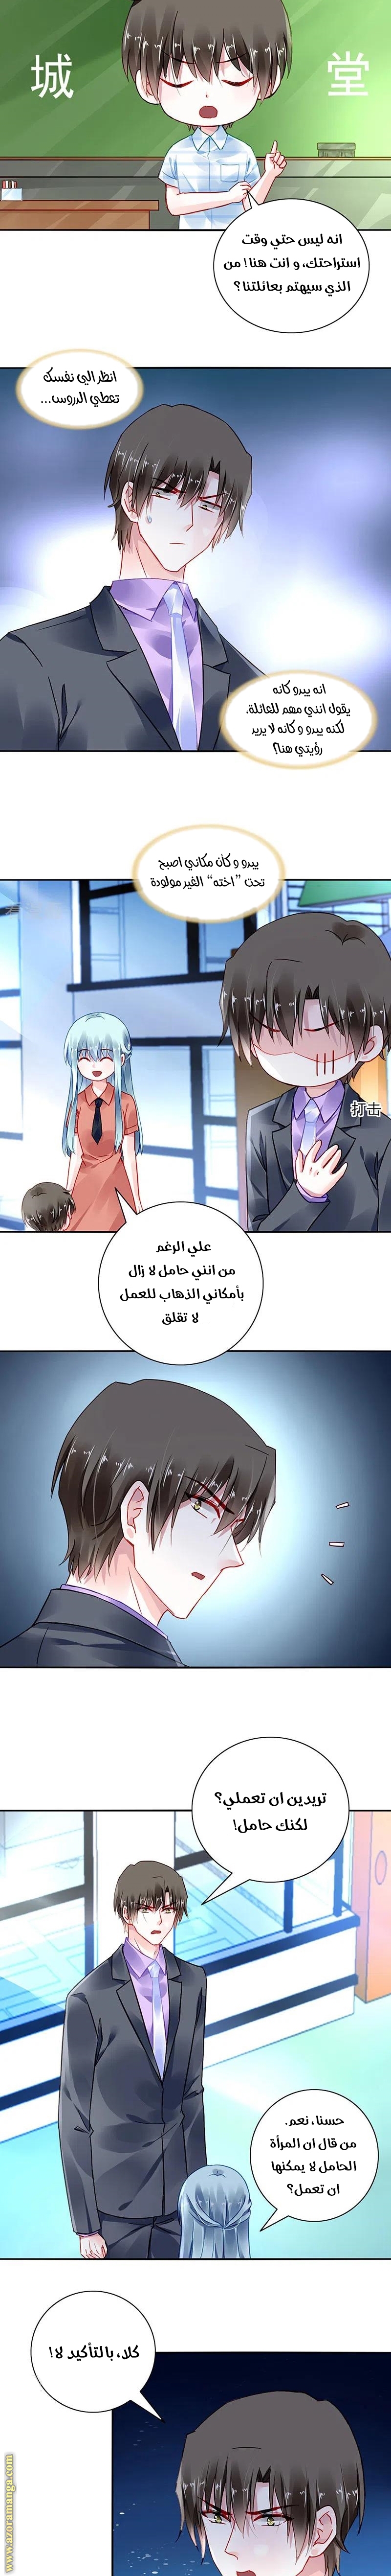 城 堂
انه ليس حتي وقت
استراحتك، و انت هنا! من
الذي سيهتم بعائلتنا؟
انظر الي نفسك
تعطي الدروس...
انه يبدو كانه
يقول انني مهم للعائلة،
لكنه يبدو و كانه لا يريد
رؤيتي هنا؟
يبدو و كأن مكاني اصبح
تحت "اخته" الغير مولودة
打击
علي الرغم
من انني حامل لا زال
بأمكاني الذهاب للعمل
لا تقلق
تريدين ان تعملي؟
لكنك حامل!
حسنا، نعم.
من قال ان المرأة
الحامل لا يمكنها
ان تعمل؟
كلا، بالتأكيد لا!
www.azoramanga.com